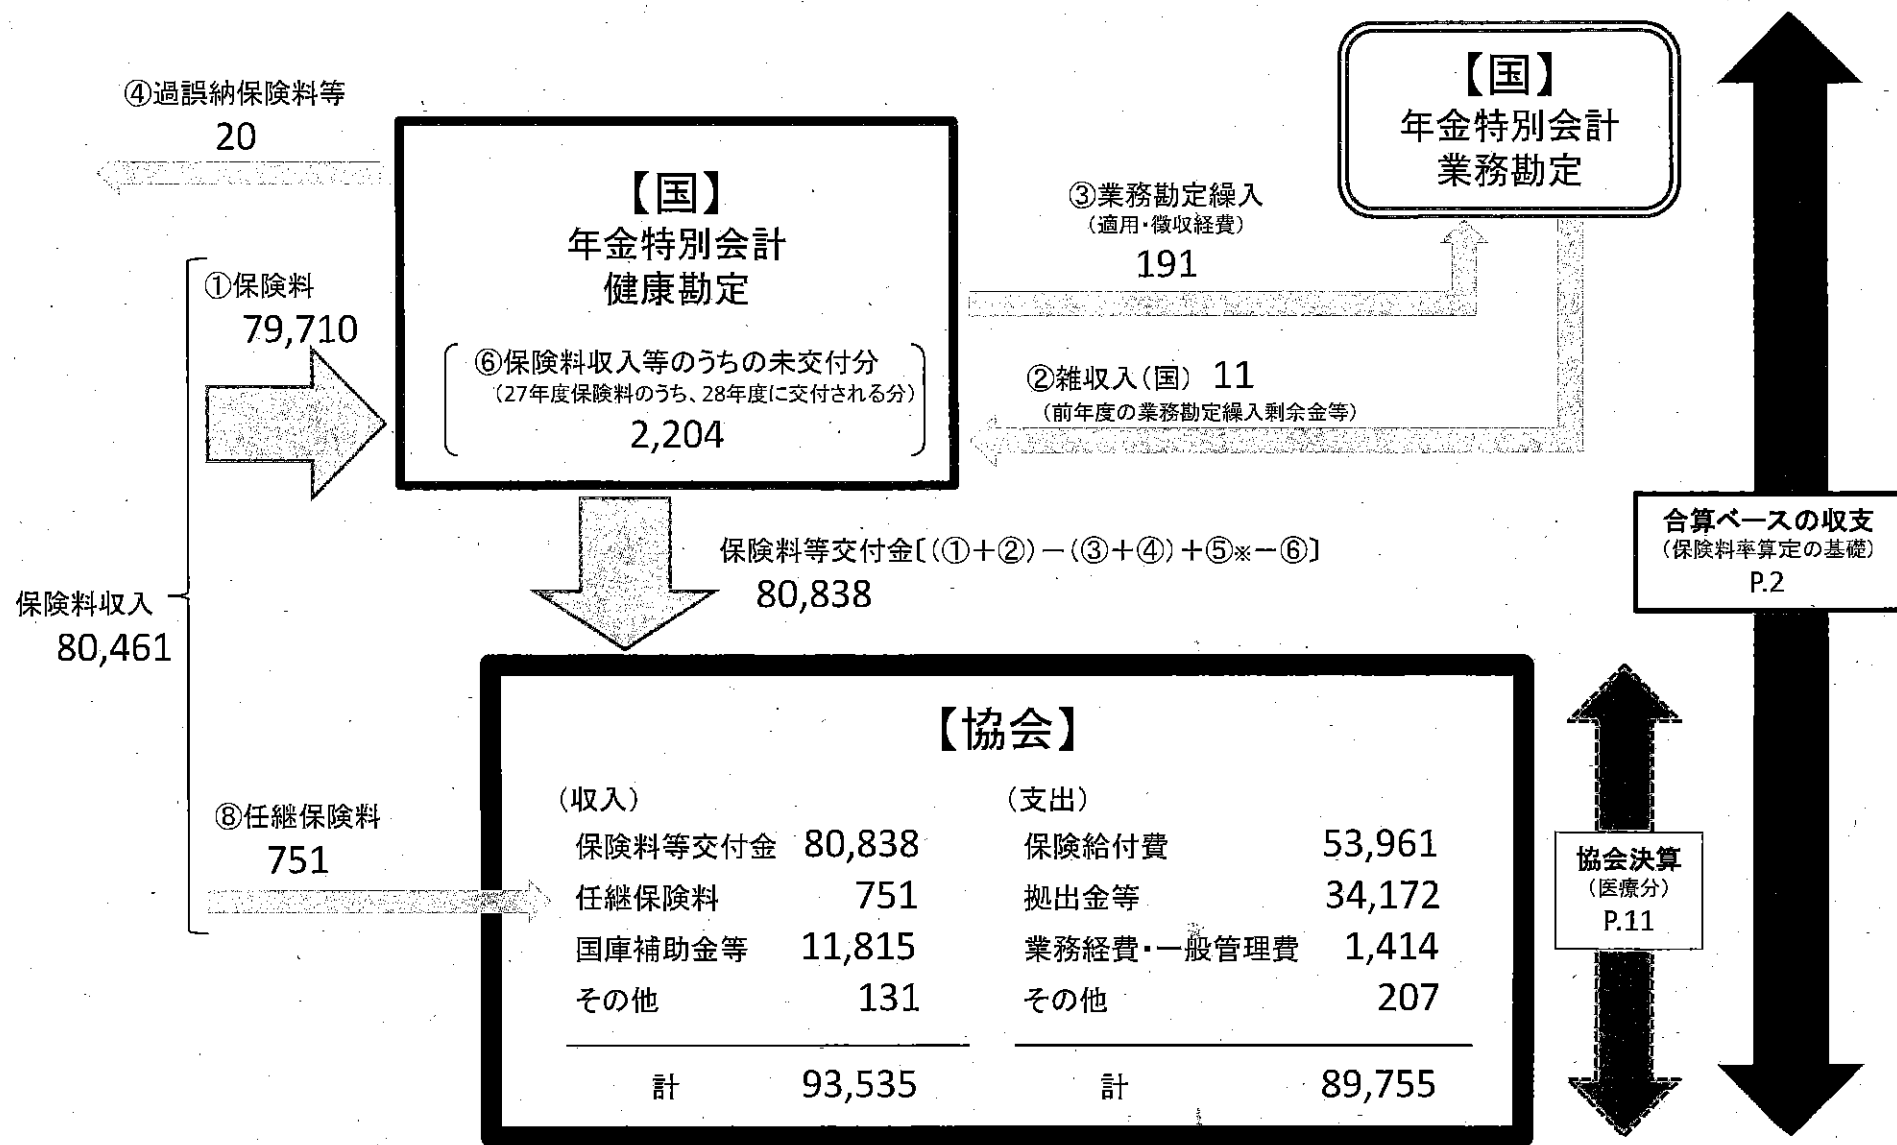 ④過誤納保険料等
20
【国】
年金特別会計
健康勘定
⑥保険料収入等のうちの未交付分
(27年度保険料のうち、28年度に交付される分)
2,204
【国】
年金特別会計
業務勘定
③業務勘定繰入
(適用・徴収経費)
191
②雑収入(国) 11
(前年度の業務勘定繰入剰余金等)
①保険料
79,710
保険料収入
80,461
保険料等交付金〔(①+②)-(③+④)+⑤※-⑥〕
80,838
合算ベースの収支
(保険料率算定の基礎)
P.2
⑧任継保険料
751
【協会】
(収入)
保険料等交付金 80,838
任継保険料 751
国庫補助金等 11,815
その他 131
計 93,535
(支出)
保険給付費 53,961
拠出金等 34,172
業務経費・一般管理費 1,414
その他 207
計 89,755
協会決算
(医療分)
P.11